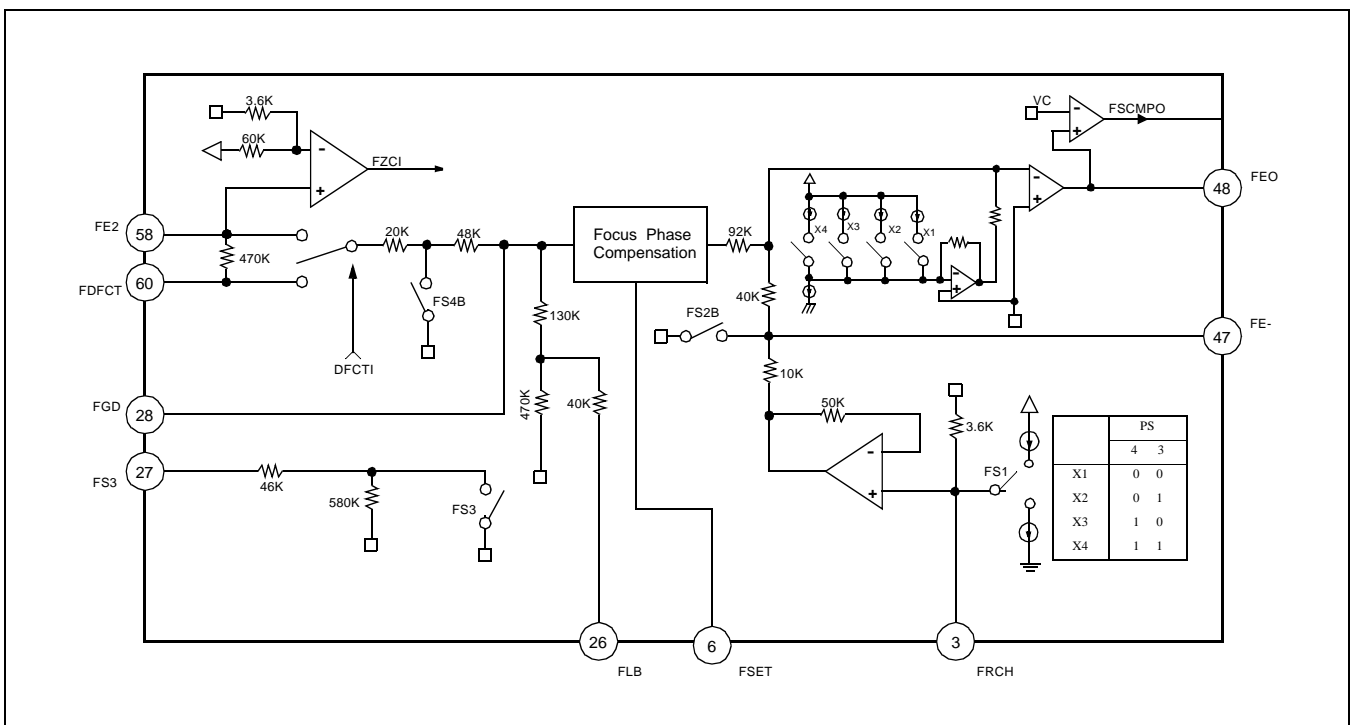 3.6K
60K
FZCI
FE2
58
470K
FDFCT
60
20K
48K
FS4B
DFCTI
FGD
28
FS3
27
46K
580K
FS3
130K
470K
40K
Focus Phase
Compensation
92K
40K
FS2B
10K
50K
3.6K
FS1
X4
X3
X2
X1
VC
FSCMPO
FEO
48
FE-
47
PS
4 3
X1 0 0
X2 0 1
X3 1 0
X4 1 1
26
FLB
6
FSET
3
FRCH